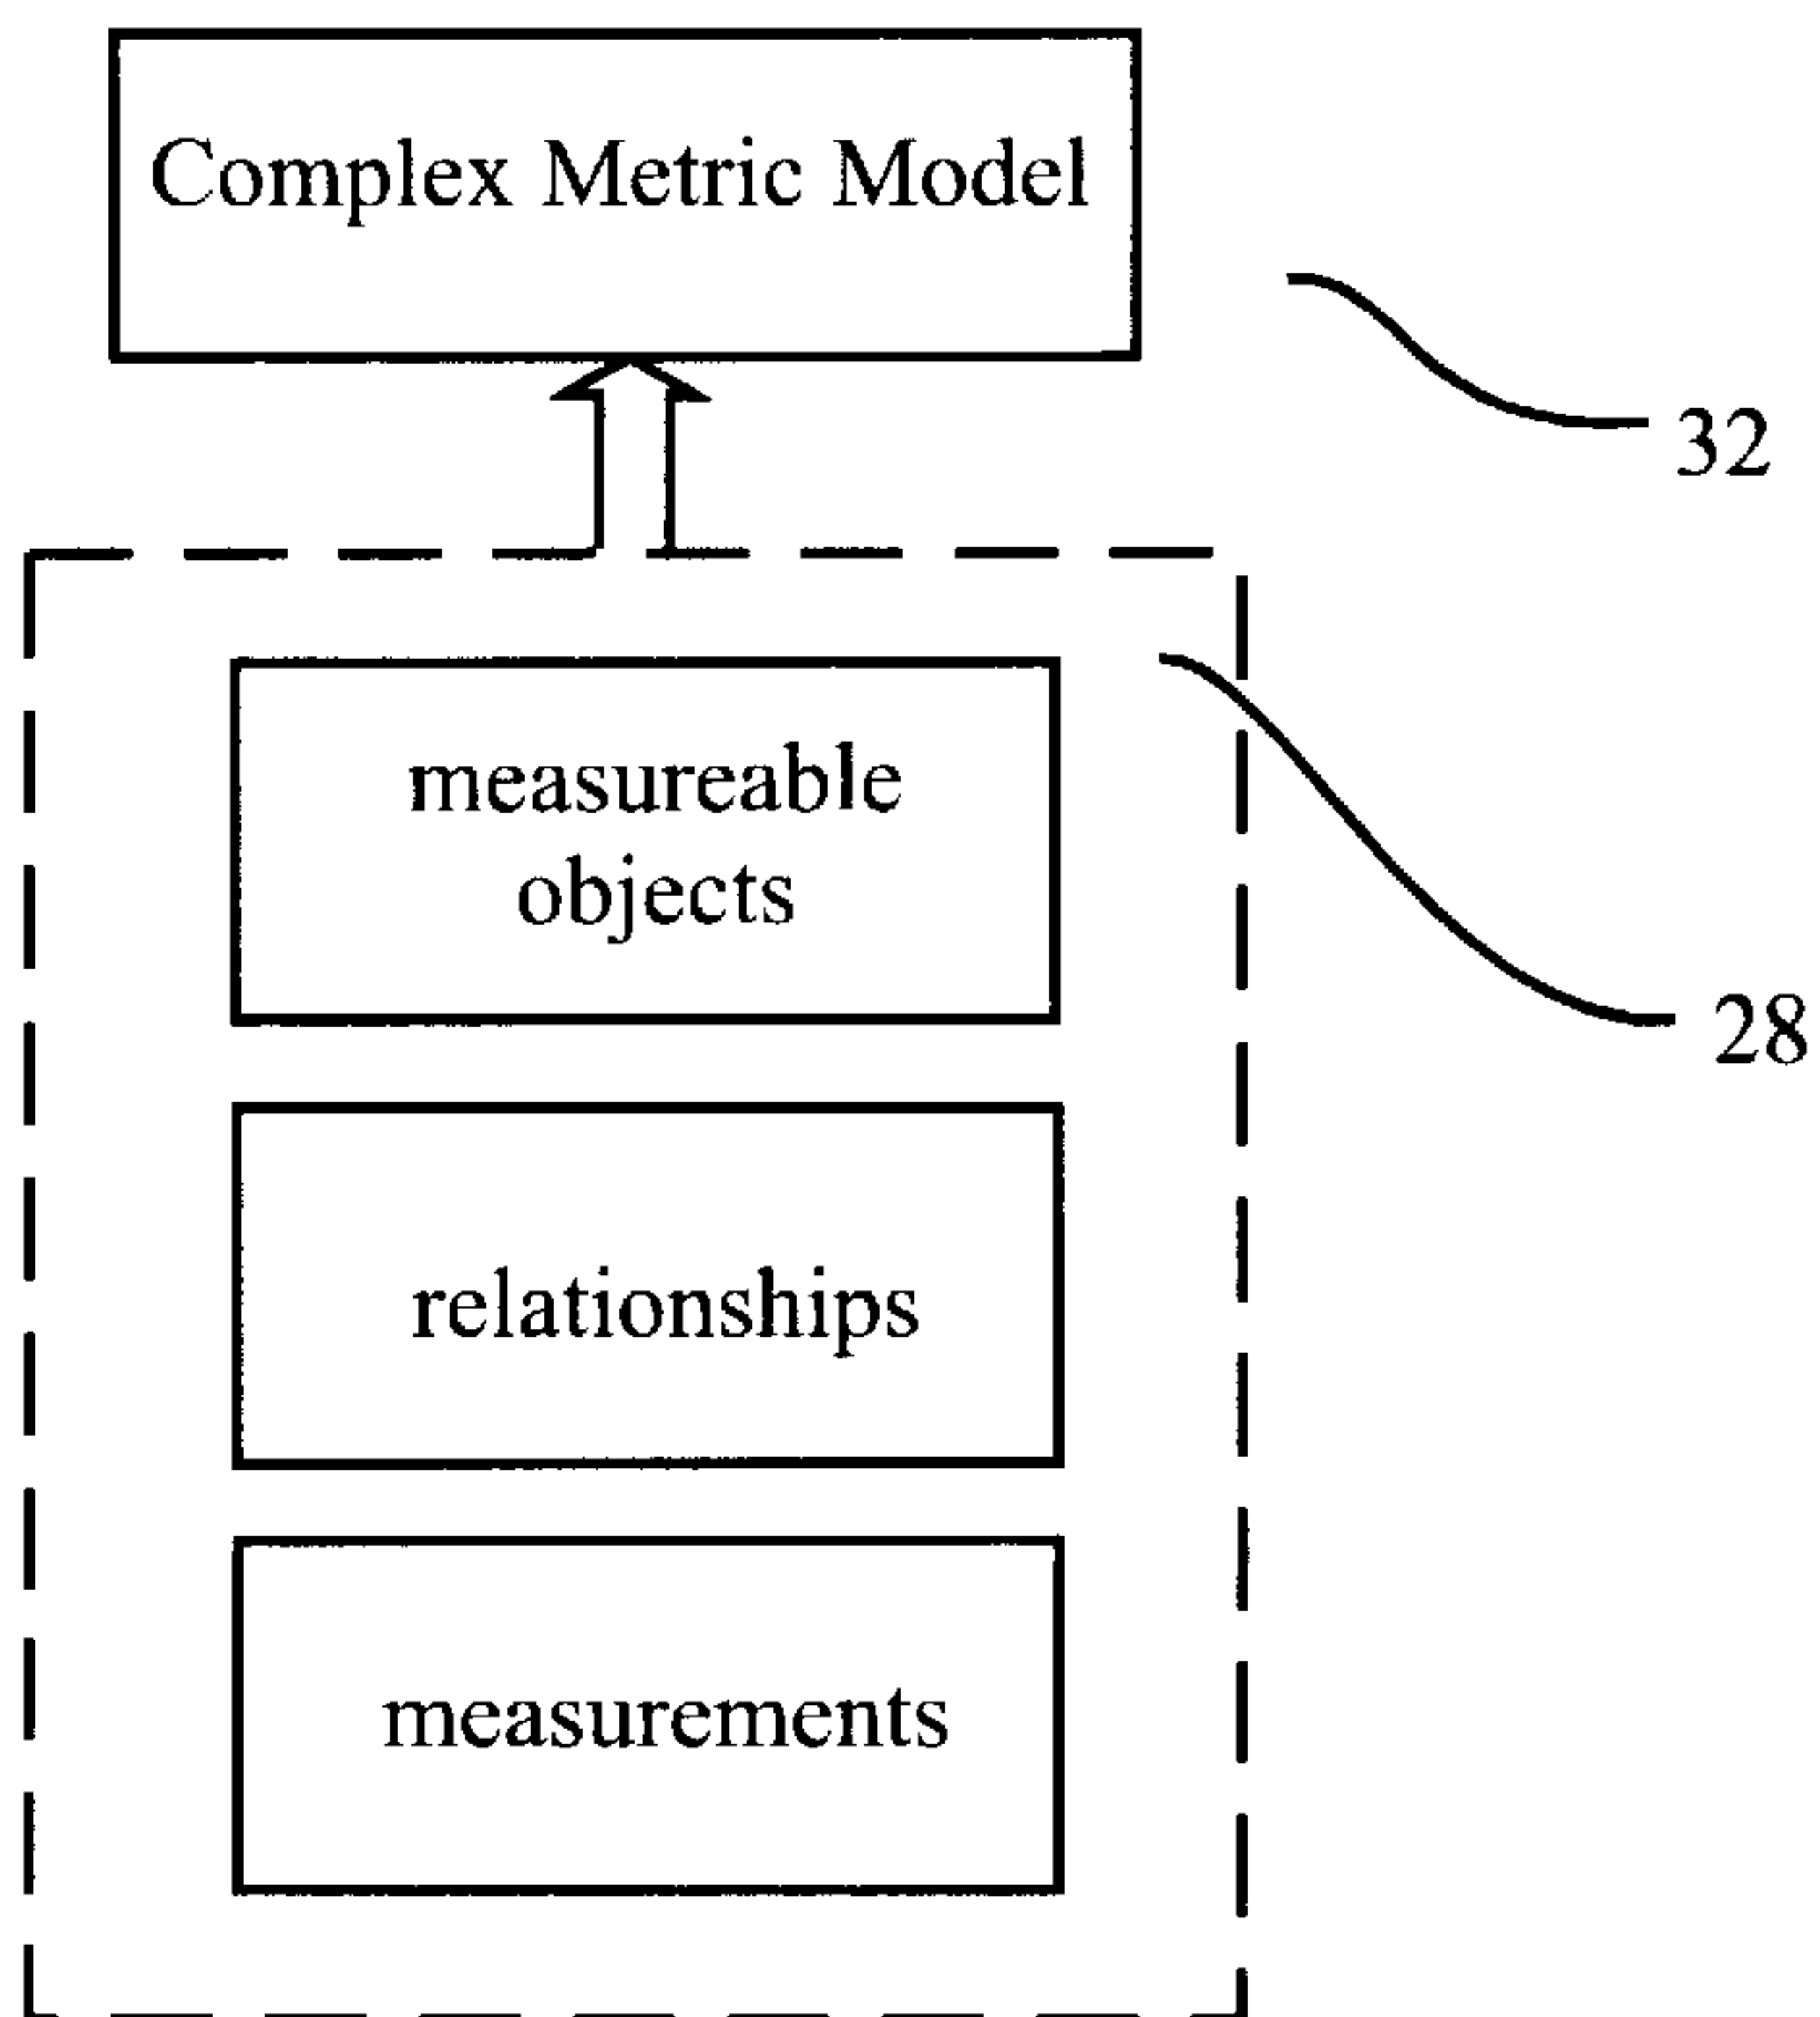 Complex Metric Model
32
measureable
objects
28
relationships
measurements